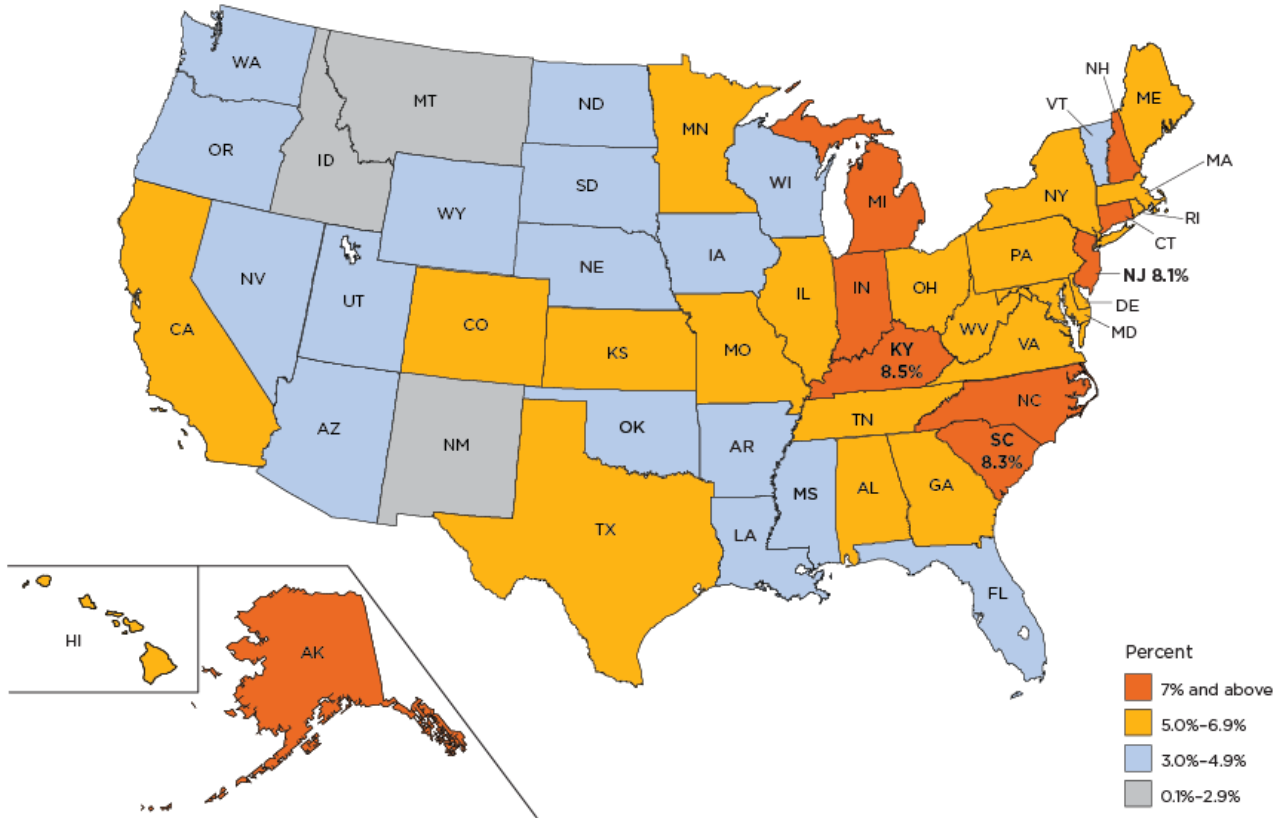 WA
MT
ND
MN
NH
ME
VT
OR
ID
SD
WI
MA
WY
MI
NY
RI
CT
NV
UT
NE
IA
PA
NJ 8.1%
IL
IN
OH
DE
CA
CO
KS
MO
WV
VA
MD
KY
8.5%
NC
AZ
NM
OK
AR
TN
SC
8.3%
MS
AL
GA
TX
LA
FL
HI
AK
Percent
7% and above
5.0%–6.9%
3.0%–4.9%
0.1%–2.9%